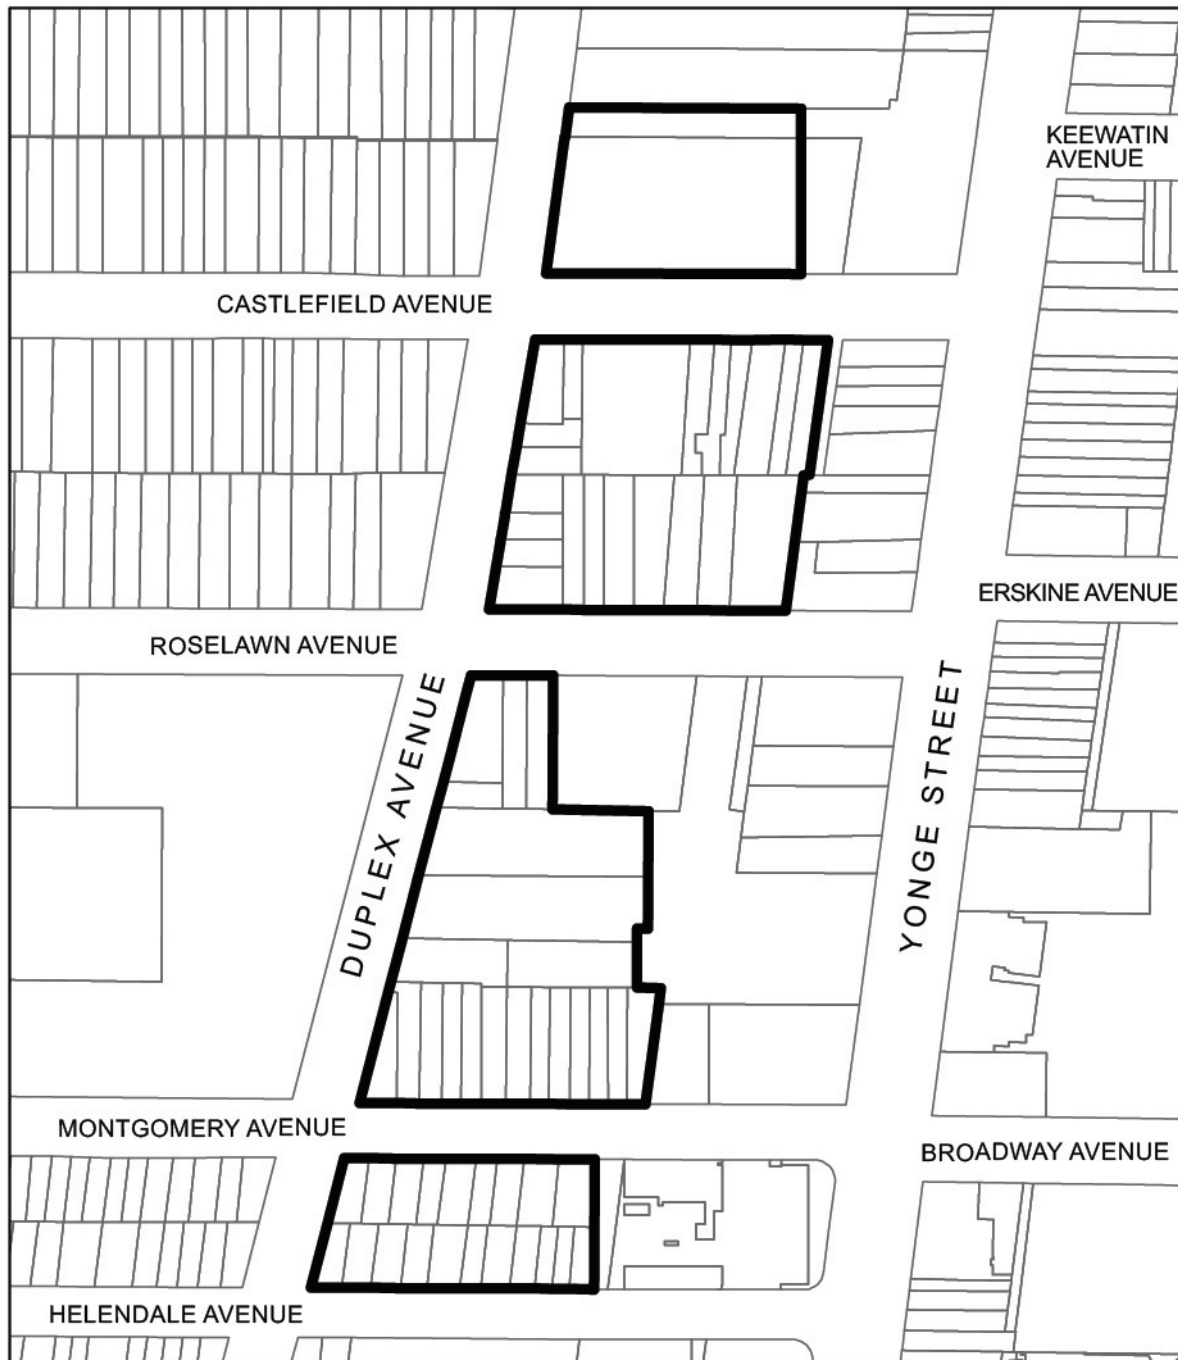 KEEWATIN
AVENUE
CASTLEFIELD AVENUE
ERSKINE AVENUE
ROSELAWN AVENUE
DUPLEX AVENUE
YONGE STREET
MONTGOMERY AVENUE
BROADWAY AVENUE
HELENDALE AVENUE